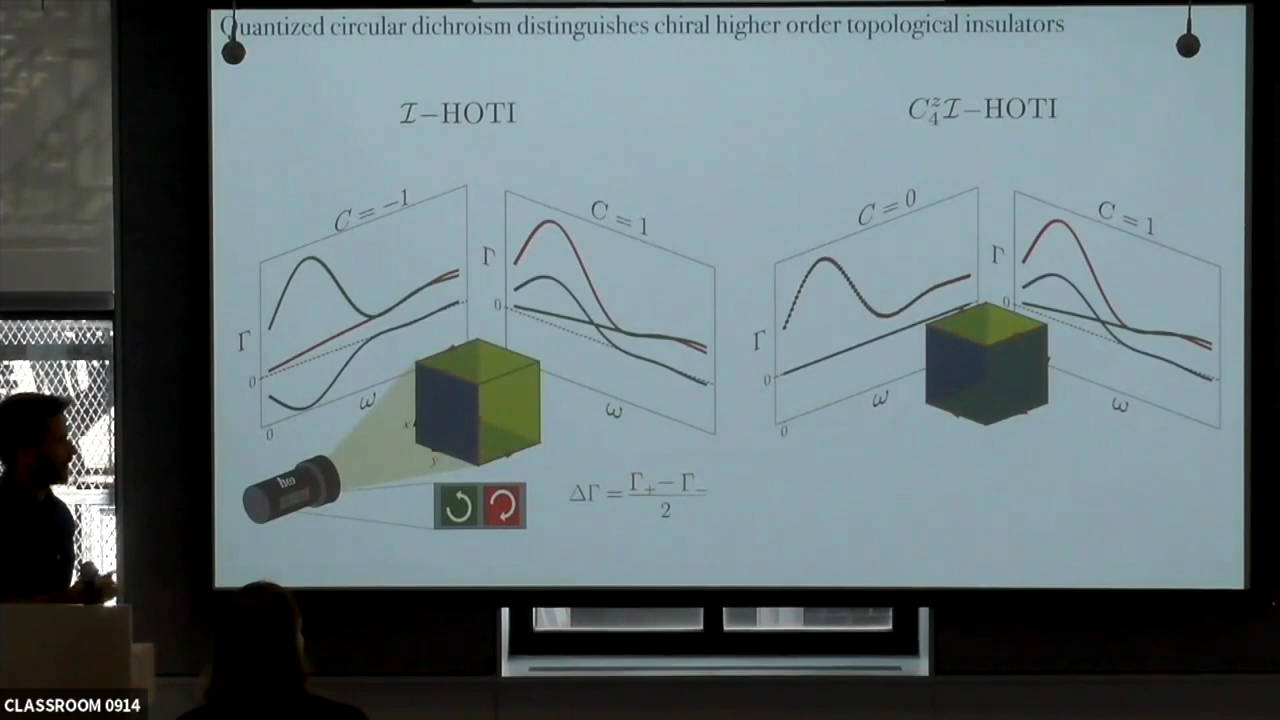 Quantized circular dichroism distinguishes chiral higher order topological insulators
ℐ−HOTI
C₄ᶻℐ−HOTI
C = −1
C = 1
C = 0
C = 1
Γ
0
0
ω
Γ
0
ω
Γ
0
0
ω
Γ
0
ω
x
y
ħω
ΔΓ = (Γ₊ − Γ₋)/2
CLASSROOM 0914